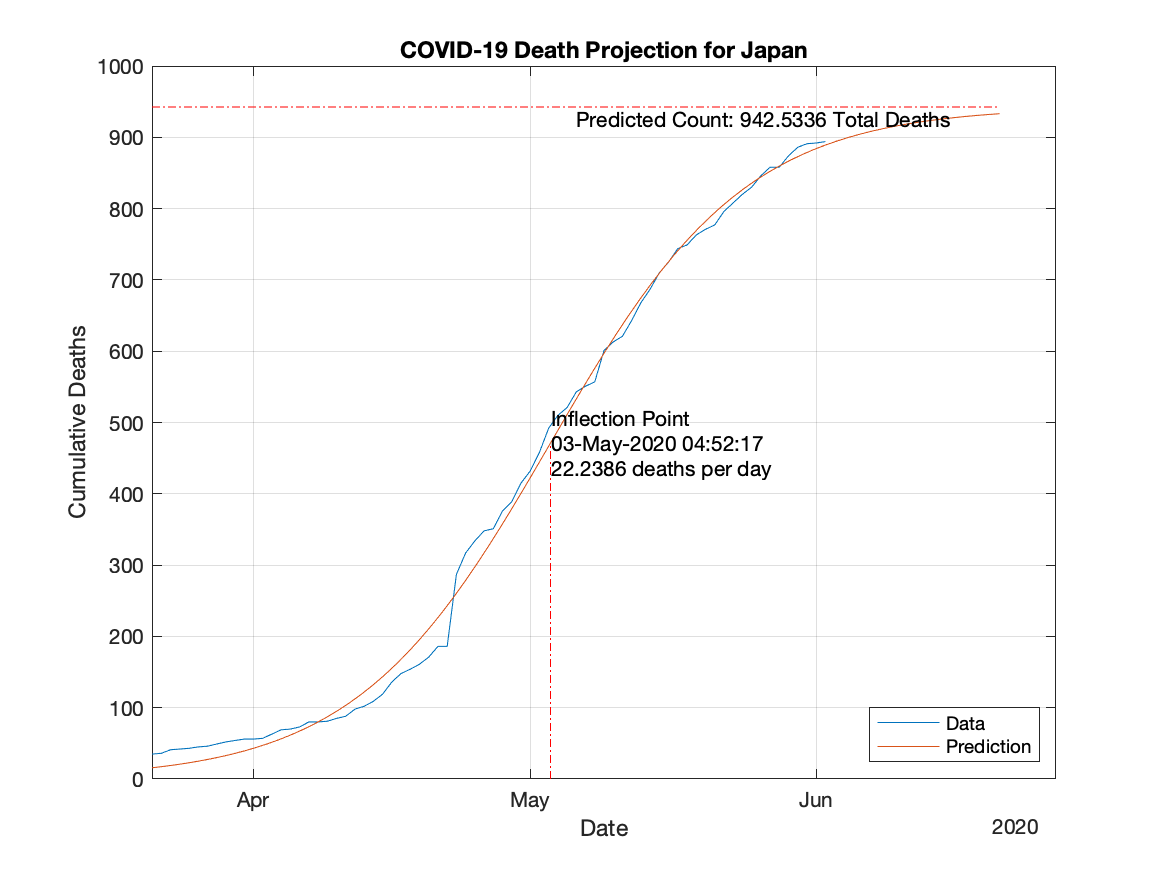 COVID-19 Death Projection for Japan
1000
900
800
700
600
500
400
300
200
100
0
Cumulative Deaths
Predicted Count: 942.5336 Total Deaths
Inflection Point
03-May-2020 04:52:17
22.2386 deaths per day
Data
Prediction
Apr
May
Jun
Date
2020